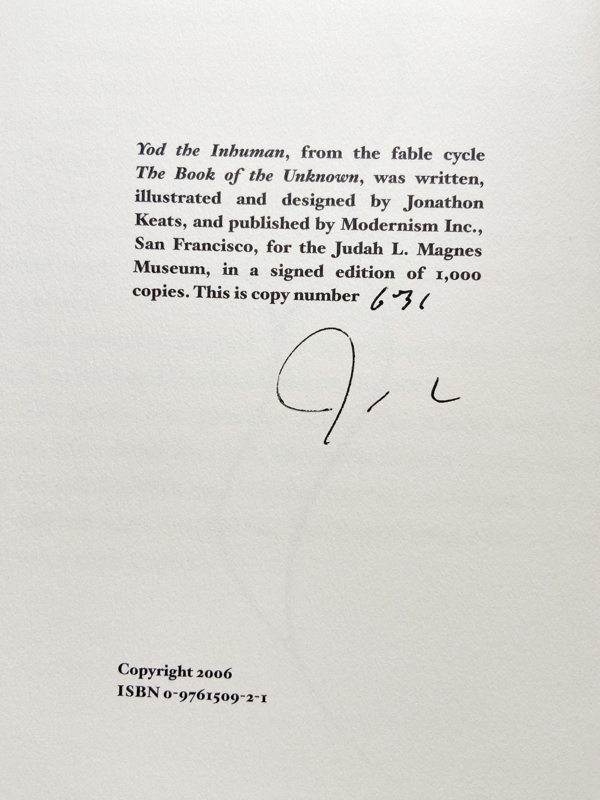 Yod the Inhuman, from the fable cycle
The Book of the Unknown, was written,
illustrated and designed by Jonathon
Keats, and published by Modernism Inc.,
San Francisco, for the Judah L. Magnes
Museum, in a signed edition of 1,000
copies. This is copy number 631
Copyright 2006
ISBN 0-9761509-2-1